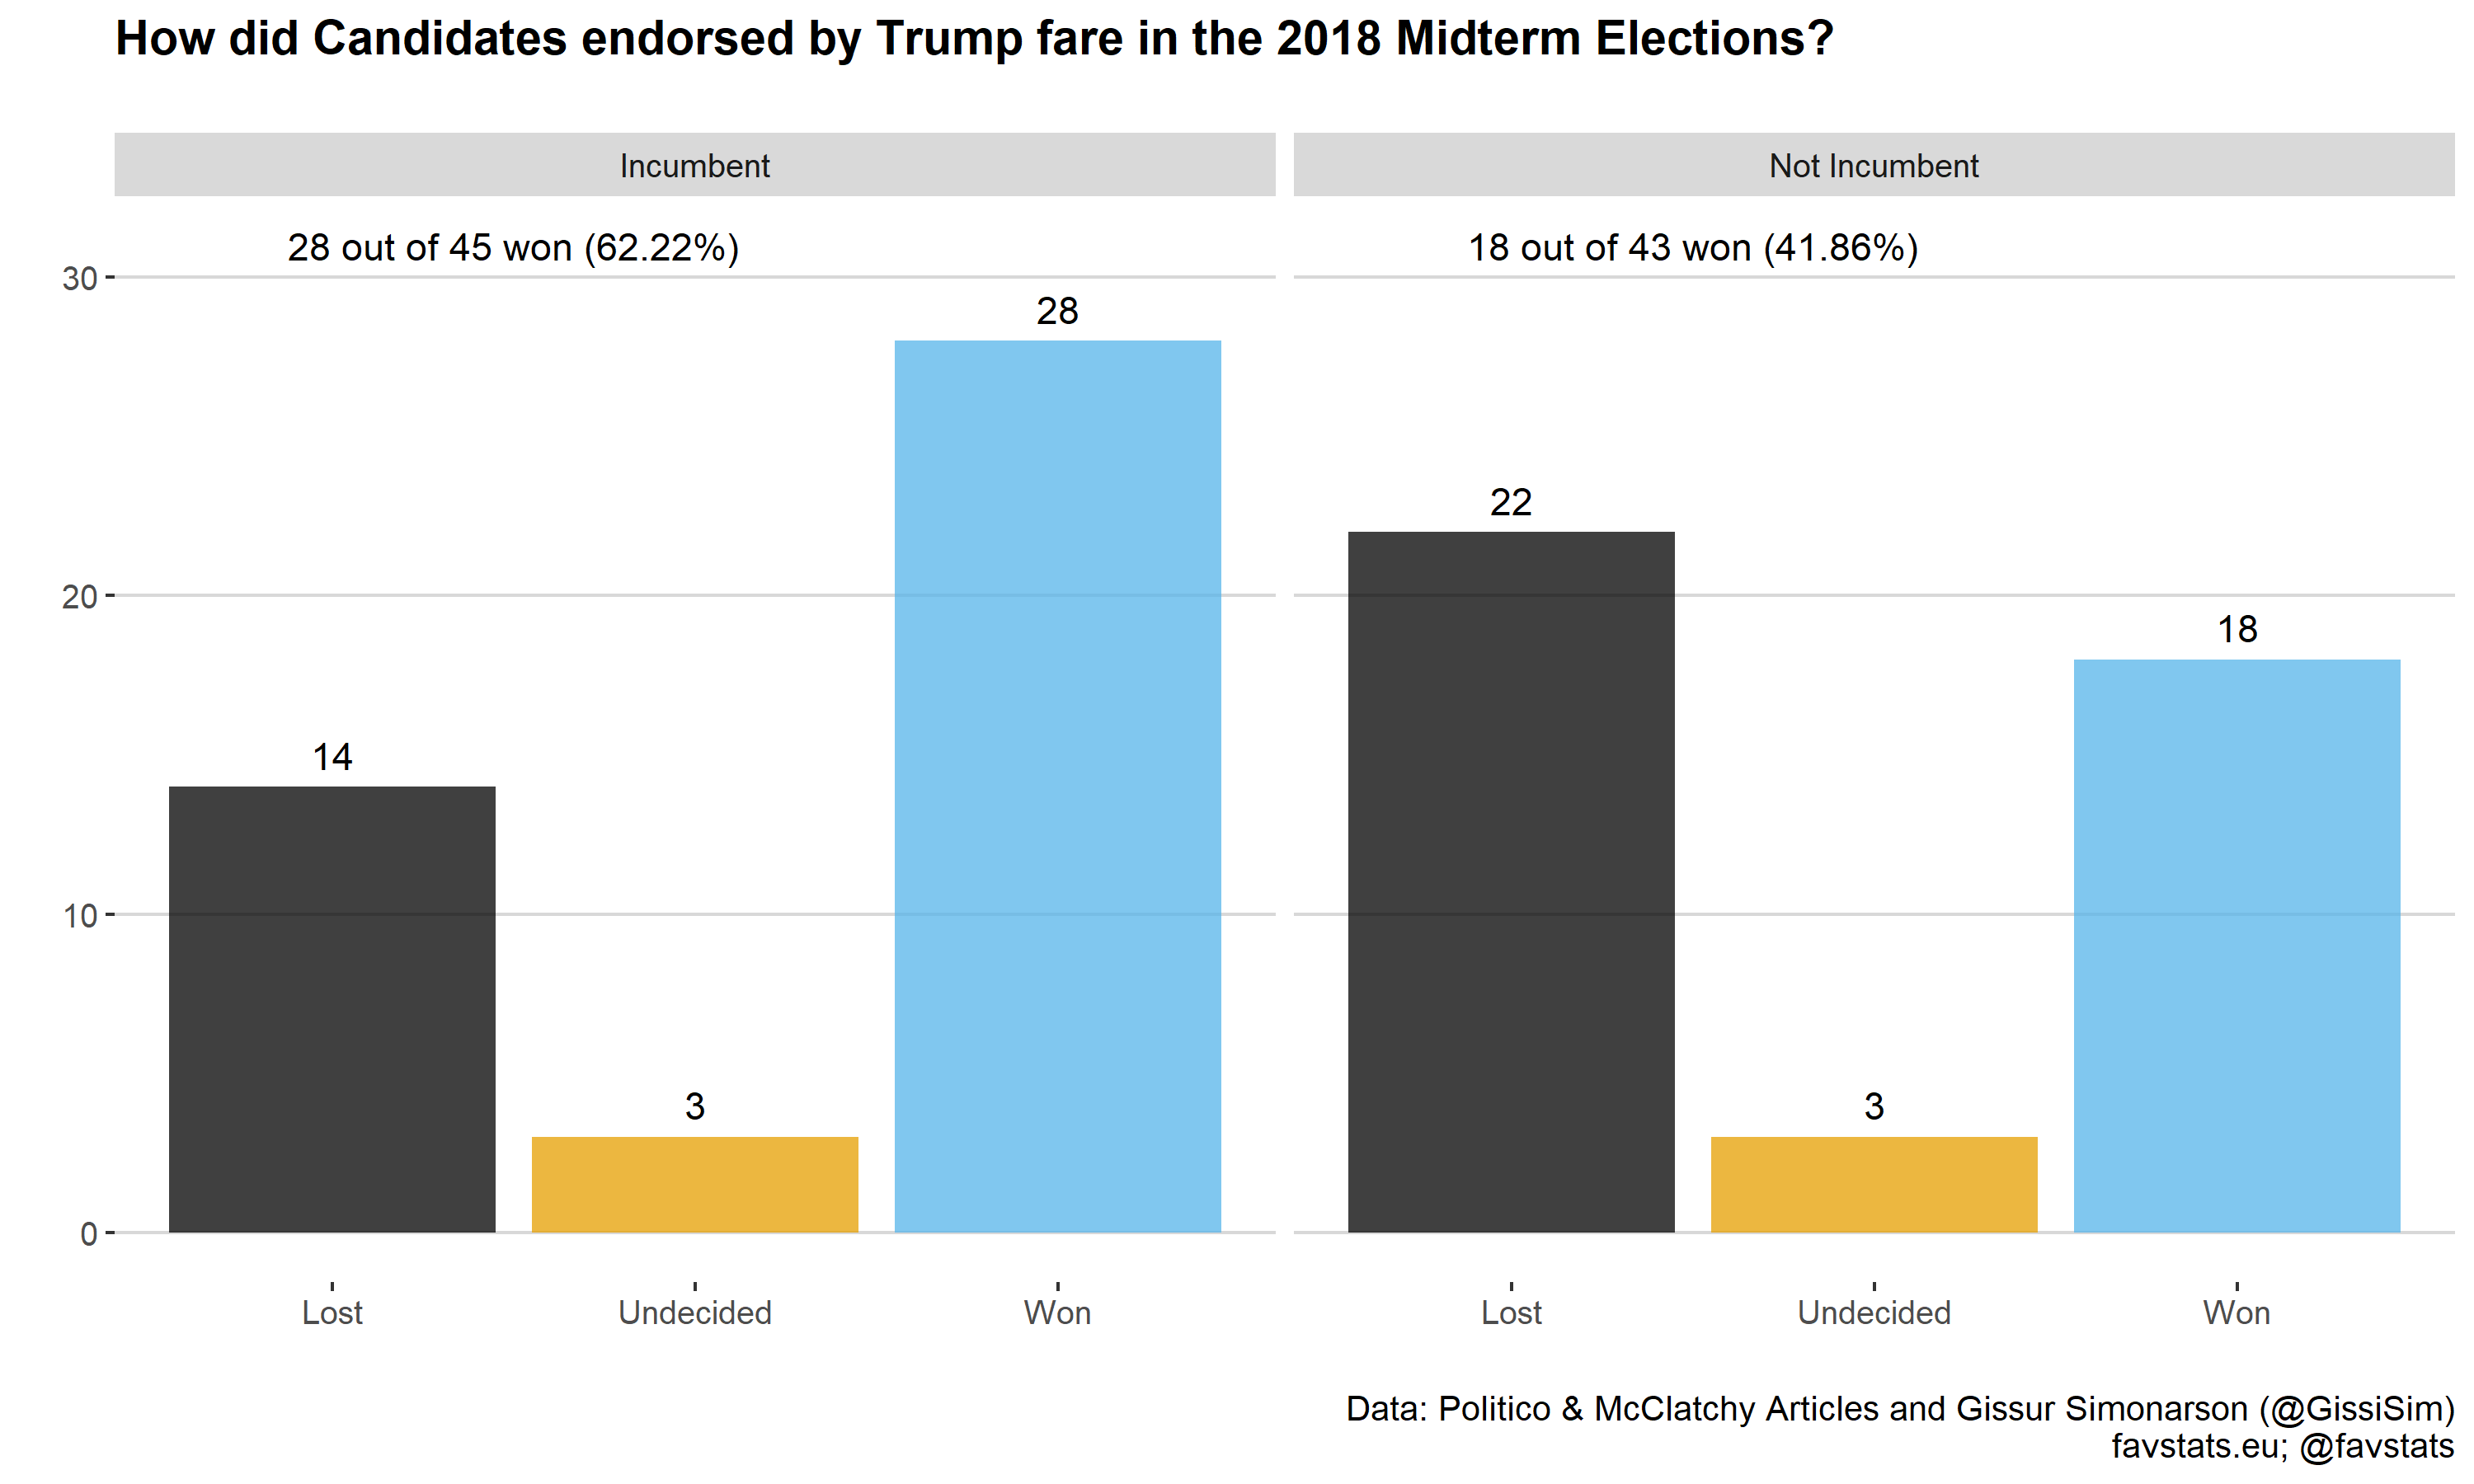 How did Candidates endorsed by Trump fare in the 2018 Midterm Elections?
Incumbent
Not Incumbent
28 out of 45 won (62.22%)
18 out of 43 won (41.86%)
30
20
10
0
14
3
28
22
3
18
Lost
Undecided
Won
Lost
Undecided
Won
Data: Politico & McClatchy Articles and Gissur Simonarson (@GissiSim)
favstats.eu; @favstats